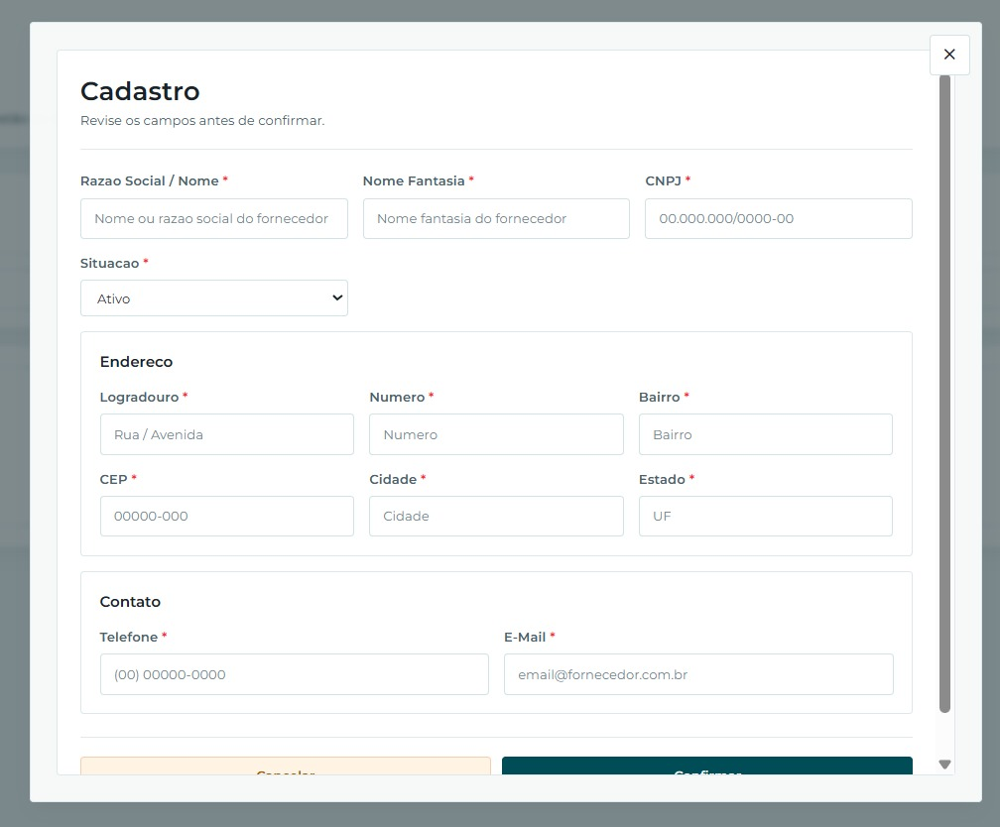 Cadastro
Revise os campos antes de confirmar.
Razao Social / Nome * Nome Fantasia * CNPJ *
Nome ou razao social do fornecedor Nome fantasia do fornecedor 00.000.000/0000-00
Situacao *
Ativo
Endereco
Logradouro * Numero * Bairro *
Rua / Avenida Numero Bairro
CEP * Cidade * Estado *
00000-000 Cidade UF
Contato
Telefone * E-Mail *
(00) 00000-0000 email@fornecedor.com.br
Cancelar Confirmar